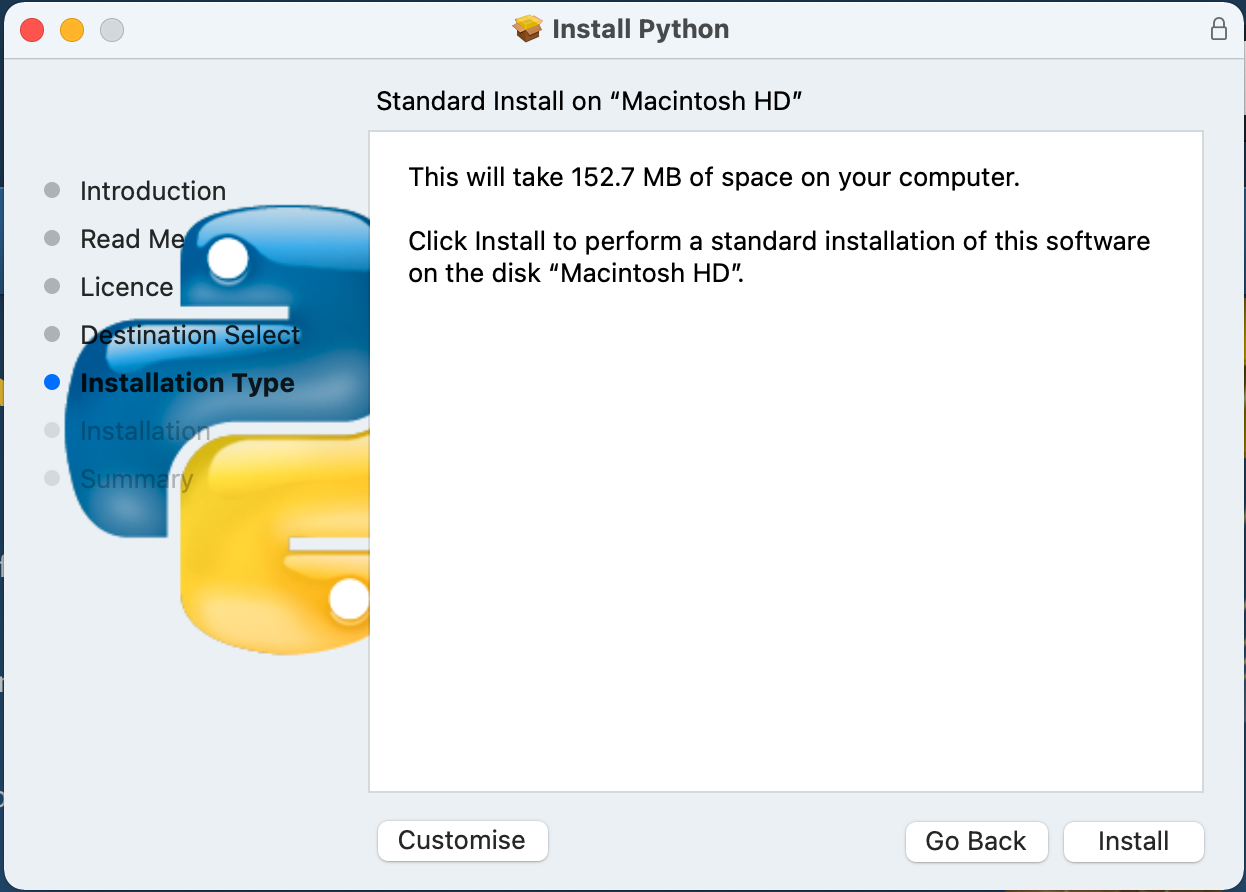 Install Python
Standard Install on “Macintosh HD”
Introduction
Read Me
Licence
Destination Select
Installation Type
Installation
Summary
This will take 152.7 MB of space on your computer.
Click Install to perform a standard installation of this software
on the disk “Macintosh HD”.
Customise
Go Back
Install